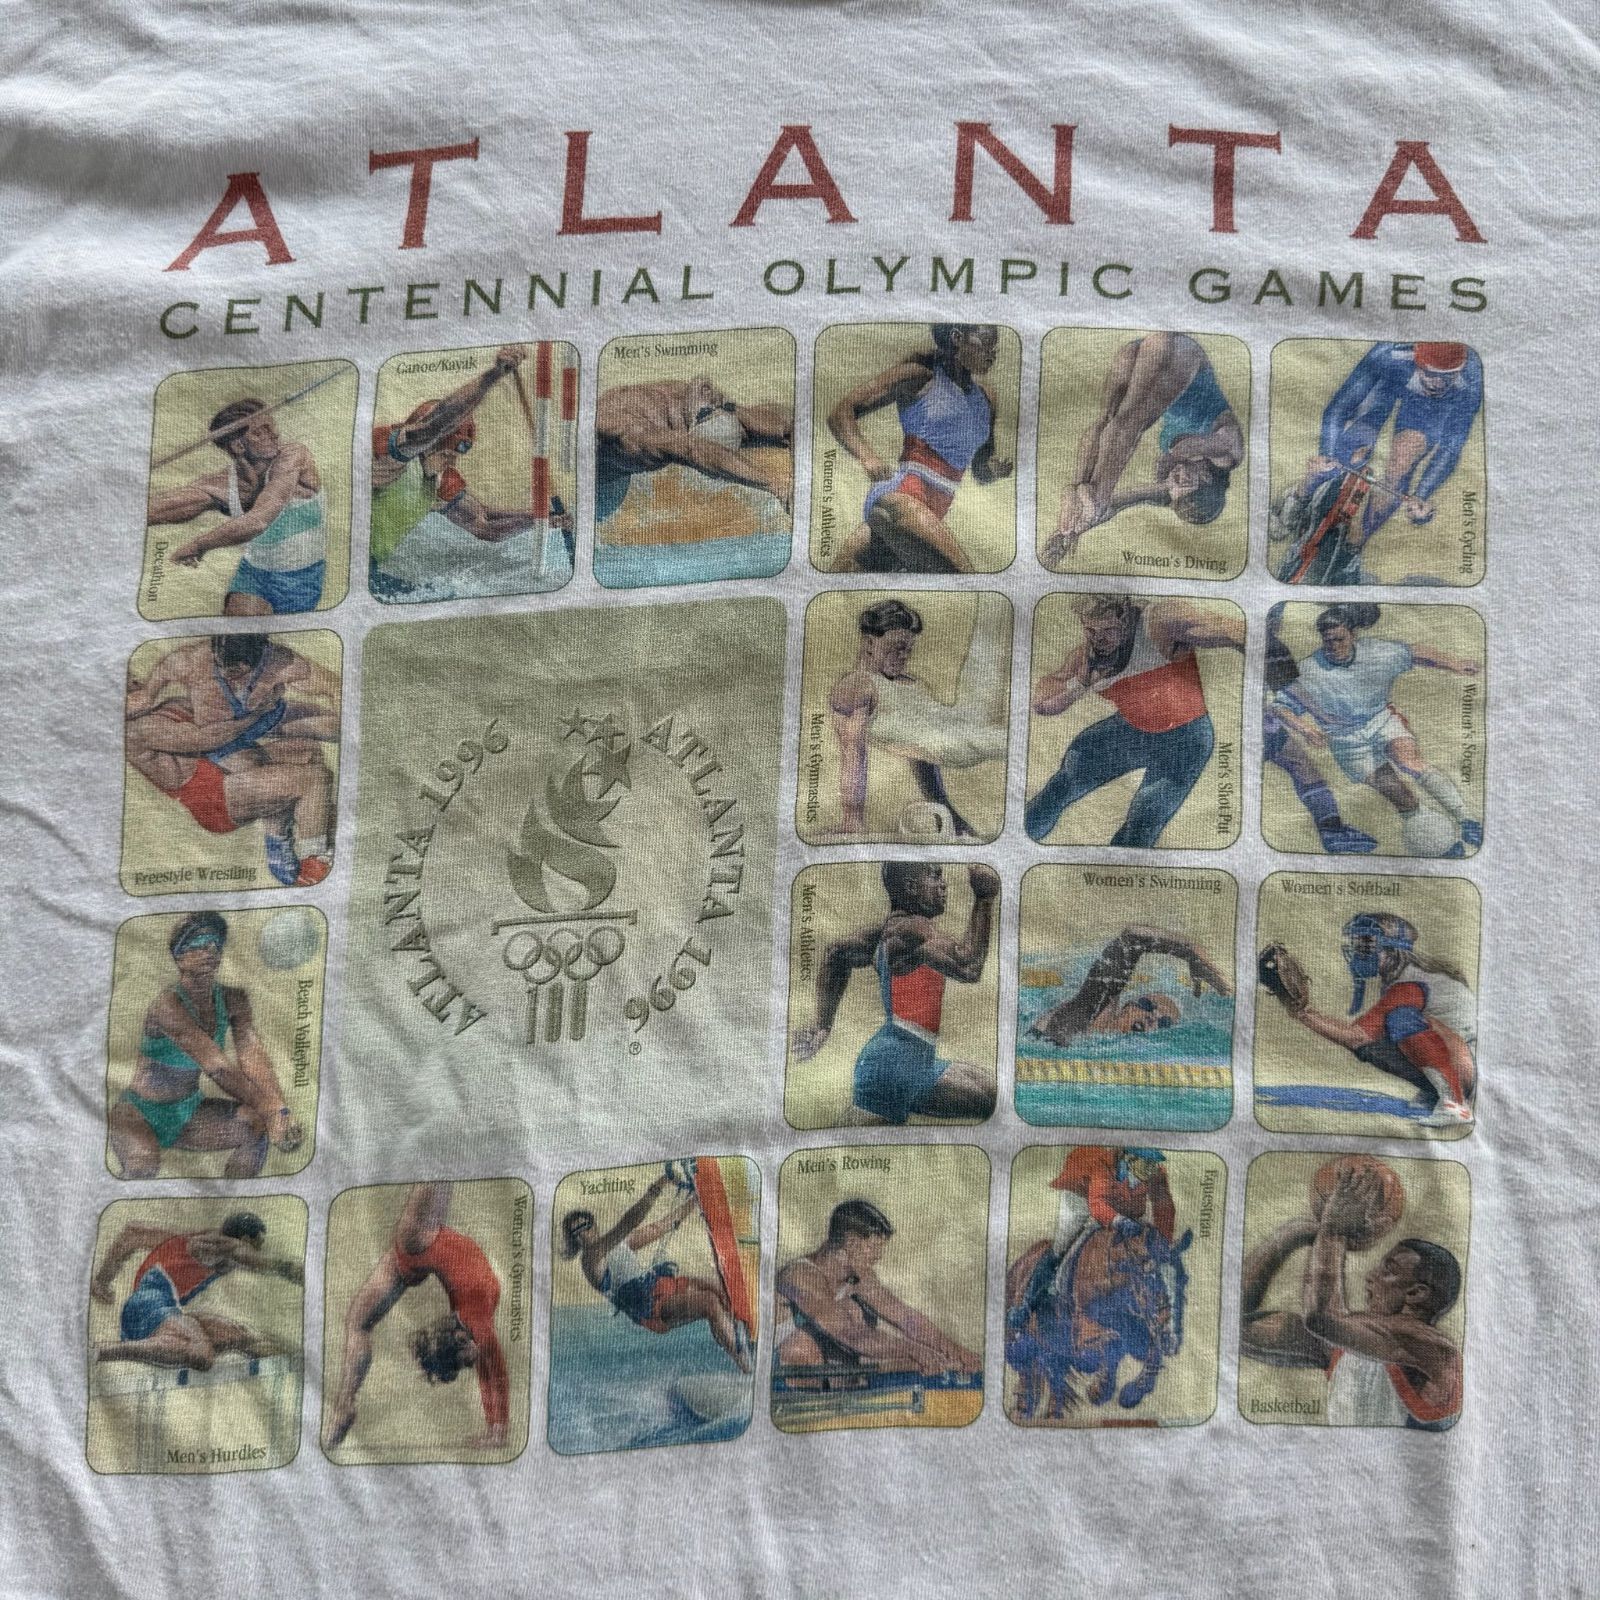 ATLANTA
CENTENNIAL OLYMPIC GAMES
Decathlon
Canoe/Kayak
Men's Swimming
Women's Athletics
Women's Diving
Men's Cycling
Freestyle Wrestling
ATLANTA 1996
ATLANTA 1996
®
Men's Gymnastics
Men's Shot Put
Women's Soccer
Beach Volleyball
Men's Athletics
Women's Swimming
Women's Softball
Men's Hurdles
Women's Gymnastics
Yachting
Men's Rowing
Equestrian
Basketball